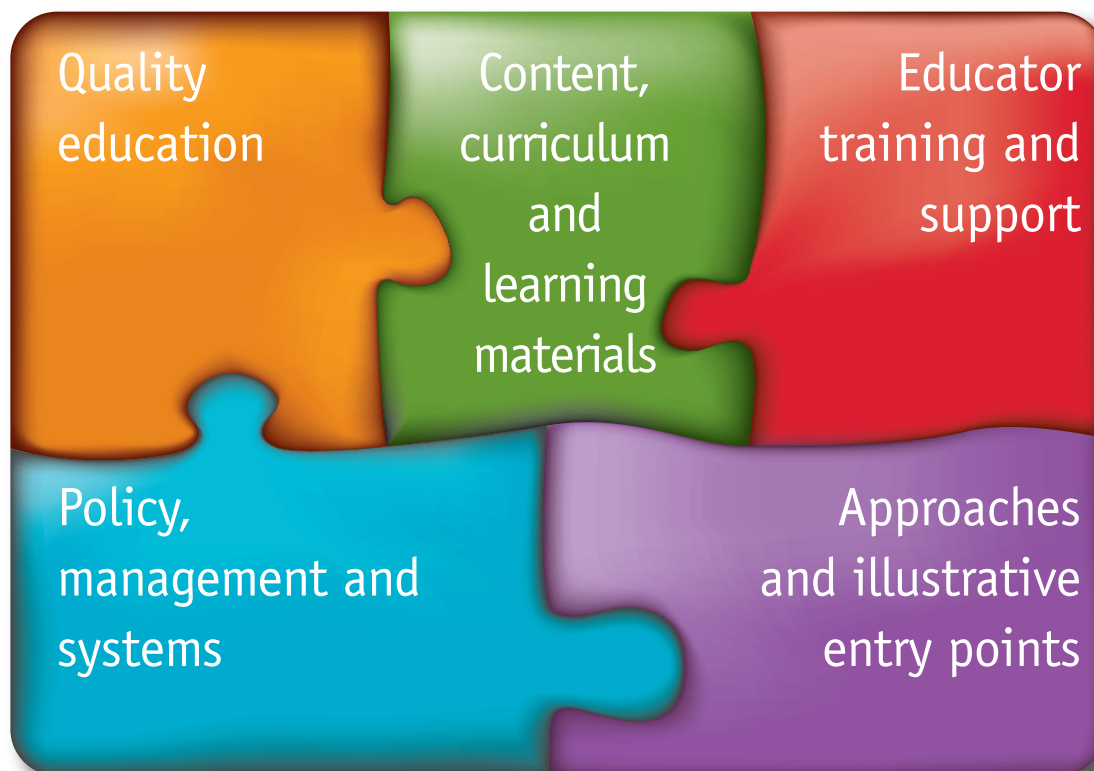 Quality
education
Content,
curriculum
and
learning
materials
Educator
training and
support
Policy,
management and
systems
Approaches
and illustrative
entry points